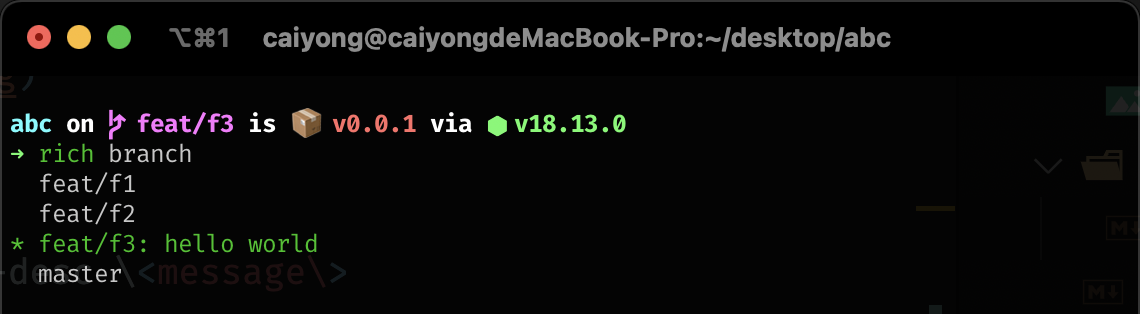 ⌥⌘1 caiyong@caiyongdeMacBook-Pro:~/desktop/abc
abc on feat/f3 is 📦 v0.0.1 via ⬢ v18.13.0
➜ rich branch
feat/f1
feat/f2
* feat/f3: hello world
master
\<message\>